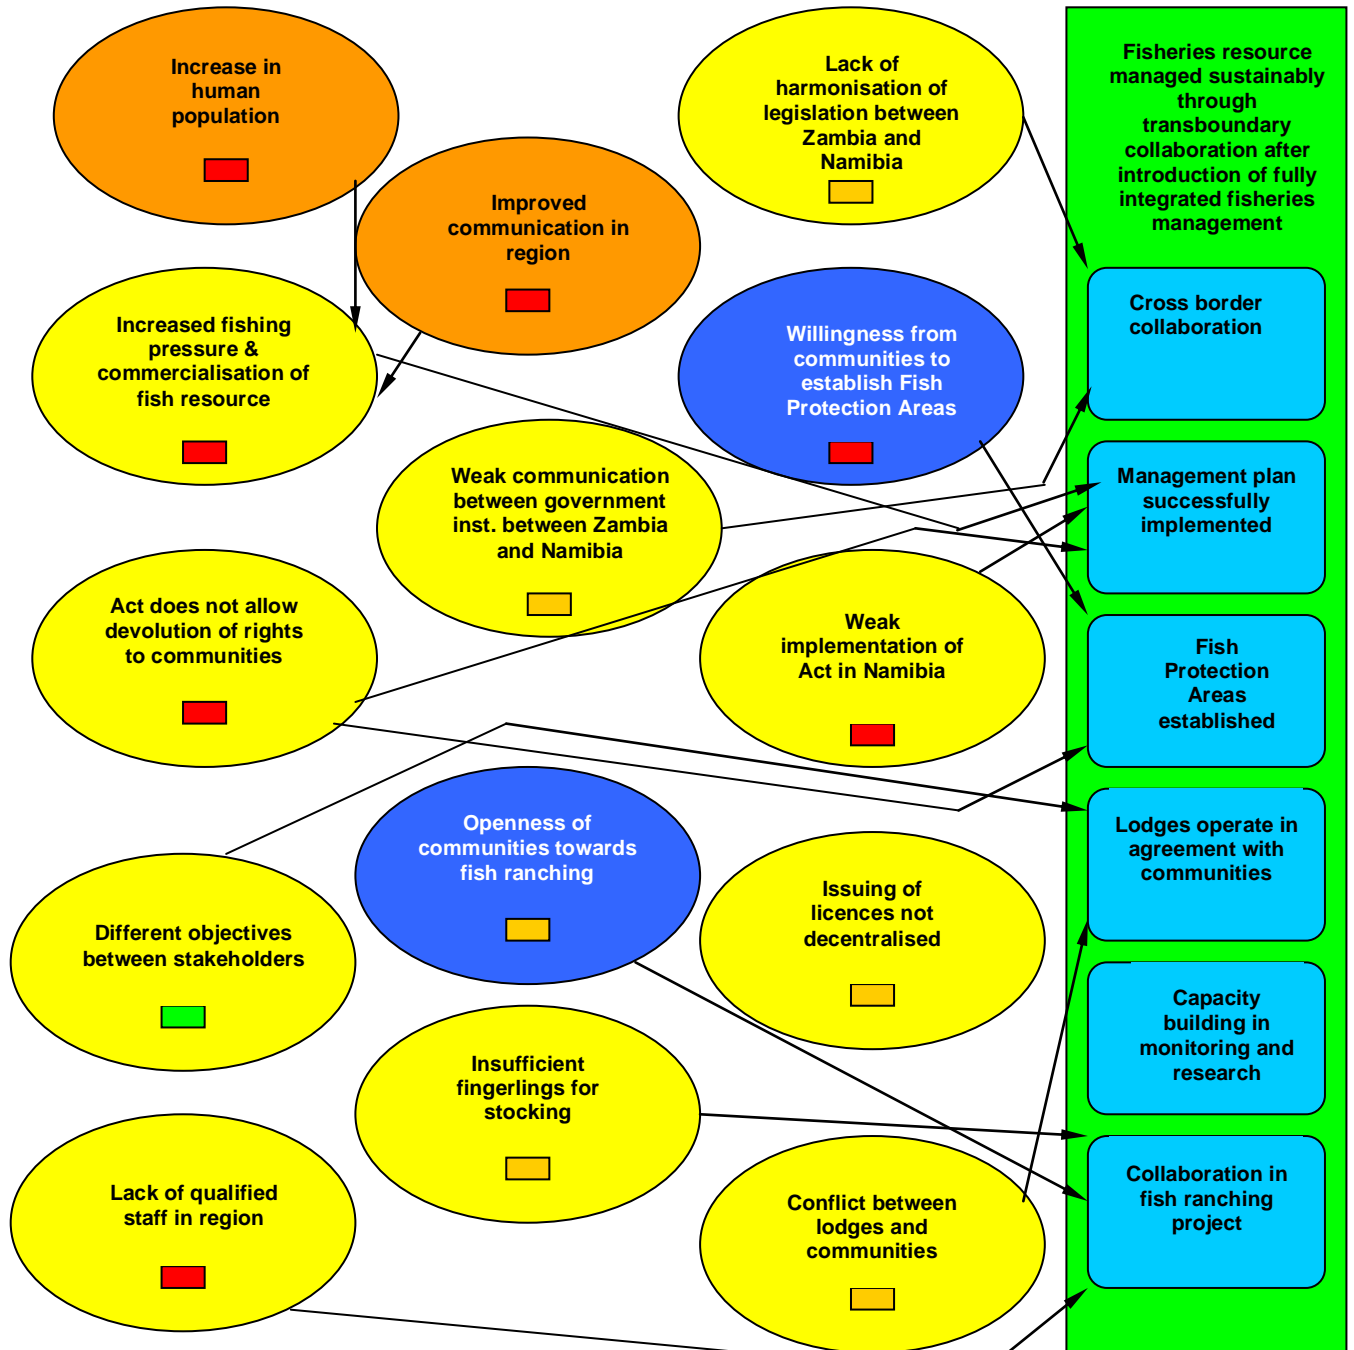 Increase in
human
population
Lack of
harmonisation of
legislation between
Zambia and
Namibia
Fisheries resource
managed sustainably
through
transboundary
collaboration after
introduction of fully
integrated fisheries
management
Improved
communication in
region
Increased fishing
pressure &
commercialisation of
fish resource
Willingness from
communities to
establish Fish
Protection Areas
Cross border
collaboration
Weak communication
between government
inst. between Zambia
and Namibia
Management plan
successfully
implemented
Act does not allow
devolution of rights
to communities
Weak
implementation of
Act in Namibia
Fish
Protection
Areas
established
Openness of
communities towards
fish ranching
Lodges operate in
agreement with
communities
Different objectives
between stakeholders
Issuing of
licences not
decentralised
Capacity
building in
monitoring and
research
Insufficient
fingerlings for
stocking
Lack of qualified
staff in region
Conflict between
lodges and
communities
Collaboration in
fish ranching
project